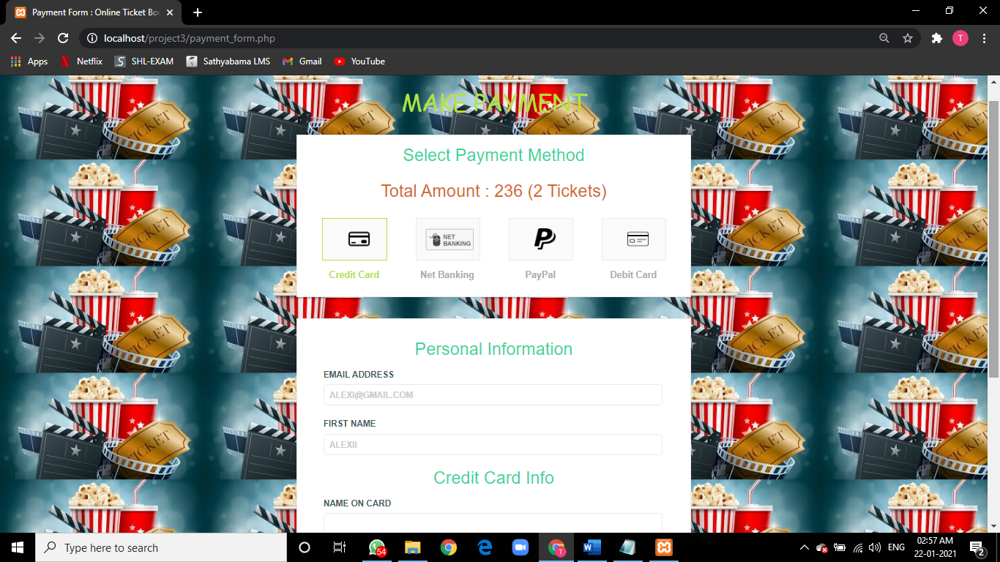 Payment Form : Online Ticket Boo
localhost/project3/payment_form.php
T
Apps Netflix S SHL-EXAM Sathyabama LMS Gmail YouTube
MAKE PAYMENT
Select Payment Method
Total Amount : 236 (2 Tickets)
NET BANKING
Credit Card Net Banking PayPal Debit Card
Personal Information
EMAIL ADDRESS
ALEXI@GMAIL.COM
FIRST NAME
ALEXII
Credit Card Info
NAME ON CARD
TICKET
Type here to search
54
T
ENG
02:57 AM
22-01-2021
2